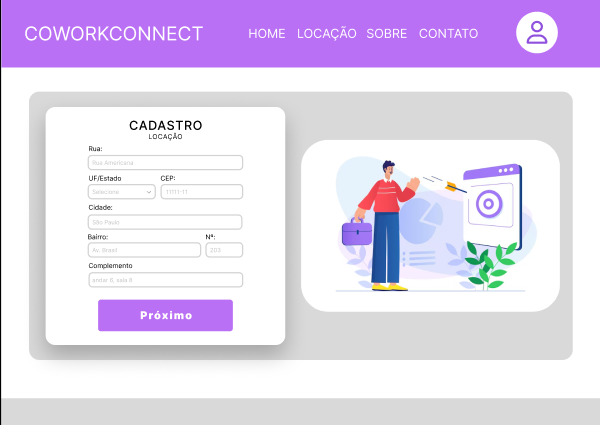 COWORKCONNECT HOME LOCAÇÃO SOBRE CONTATO
CADASTRO
LOCAÇÃO
Rua:
Rua Americana
UF/Estado CEP:
Selecione 11111-11
Cidade:
São Paulo
Bairro: Nº:
Av. Brasil 203
Complemento
andar 8, sala 6
Próximo